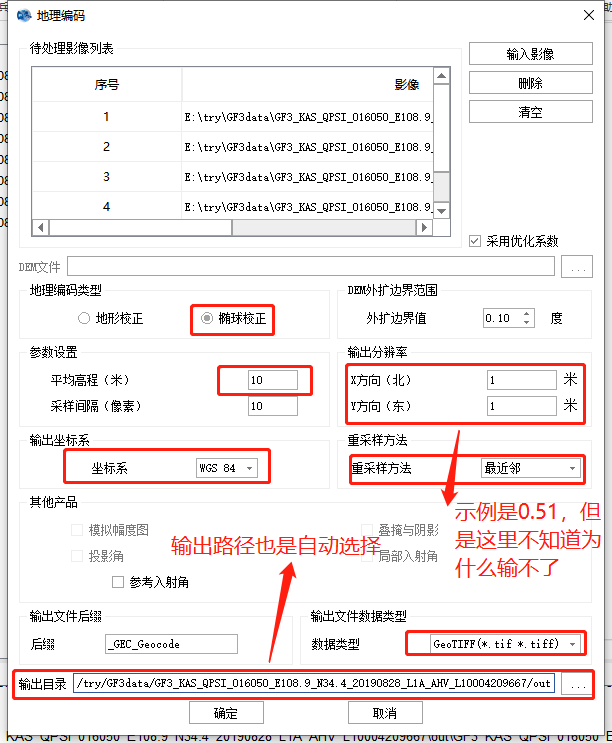 地理编码
待处理影像列表
序号 影像
1 E:\try\GF3data\GF3_KAS_QPSI_016050_E108.9_
2 E:\try\GF3data\GF3_KAS_QPSI_016050_E108.9_
3 E:\try\GF3data\GF3_KAS_QPSI_016050_E108.9_
4 E:\try\GF3data\GF3_KAS_QPSI_016050_E108.9_
输入影像
删除
清空
采用优化系数
DEM文件 ...
地理编码类型
地形校正 椭球校正
DEM外扩边界范围
外扩边界值 0.10 度
参数设置
平均高程（米） 10
采样间隔（像素） 10
输出分辨率
X方向（北） 1 米
Y方向（东） 1 米
输出坐标系
坐标系 WGS 84
重采样方法
重采样方法 最近邻
其他产品
模拟幅度图 叠掩与阴影
投影角 局部入射角
参考入射角
输出路径也是自动选择
示例是0.51，但
是这里不知道为
什么输不了
输出文件后缀
后缀 _GEC_Geocode
输出文件数据类型
数据类型 GeoTIFF(*.tif *.tiff)
输出目录 /try/GF3data/GF3_KAS_QPSI_016050_E108.9_N34.4_20190828_L1A_AHV_L10004209667/out ...
确定 取消